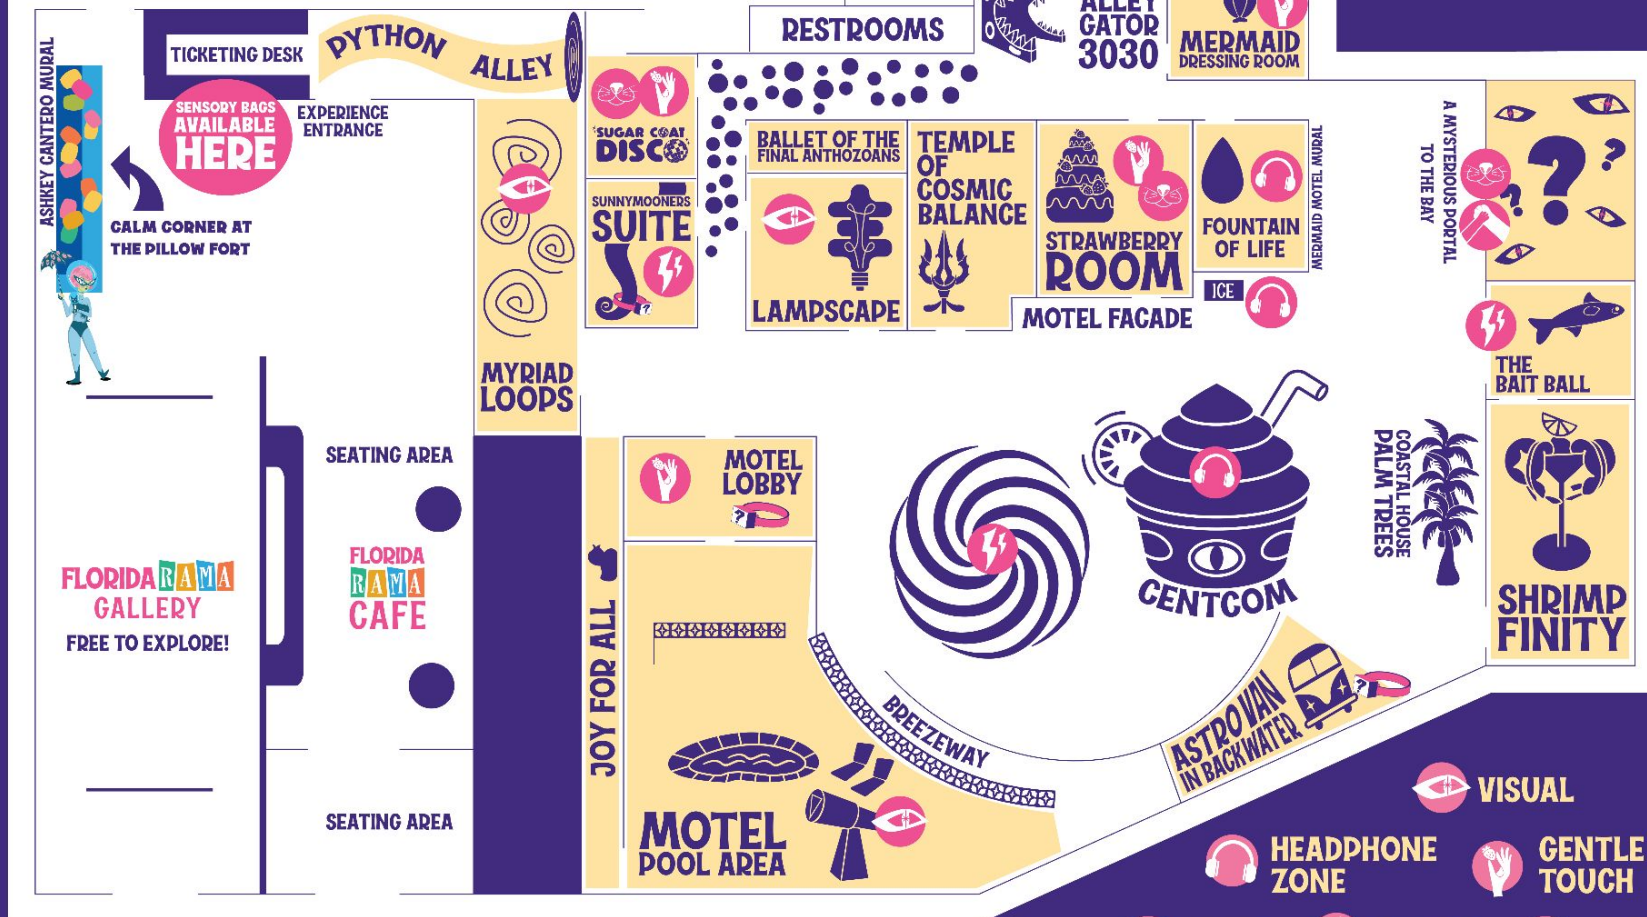 RESTROOMS
ALLEY
GATOR
3030
MERMAID
DRESSING ROOM
TICKETING DESK
PYTHON ALLEY
ASHKEY CANTERO MURAL
SENSORY BAGS
AVAILABLE
HERE
EXPERIENCE
ENTRANCE
CALM CORNER AT
THE PILLOW FORT
SUGAR COAT
DISCO
SUNNYMOONERS
SUITE
?
MYRIAD
LOOPS
BALLET OF THE
FINAL ANTHOZOANS
LAMPSCAPE
TEMPLE
OF
COSMIC
BALANCE
STRAWBERRY
ROOM
FOUNTAIN
OF LIFE
MERMAID MOTEL MURAL
ICE
MOTEL FACADE
A MYSTERIOUS PORTAL
TO THE BAY
? ? ?
THE
BAIT BALL
COASTAL HOUSE
PALM TREES
SHRIMP
FINITY
CENTCOM
SEATING AREA
FLORIDARAMA
GALLERY
FREE TO EXPLORE!
FLORIDA
RAMA
CAFE
SEATING AREA
JOY FOR ALL
MOTEL
LOBBY
?
BREEZEWAY
MOTEL
POOL AREA
ASTRO VAN
IN BACKWATER
?
VISUAL
HEADPHONE
ZONE
GENTLE
TOUCH